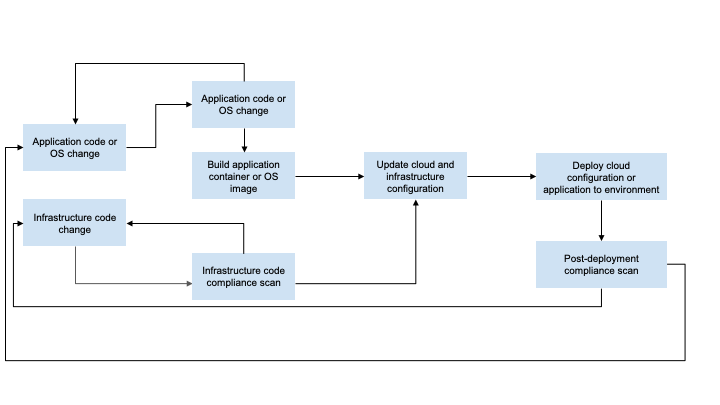 Application code or
OS change
Application code or
OS change
Build application
container or OS
image
Update cloud and
infrastructure
configuration
Deploy cloud
configuration or
application to environment
Infrastructure code
change
Infrastructure code
compliance scan
Post-deployment
compliance scan